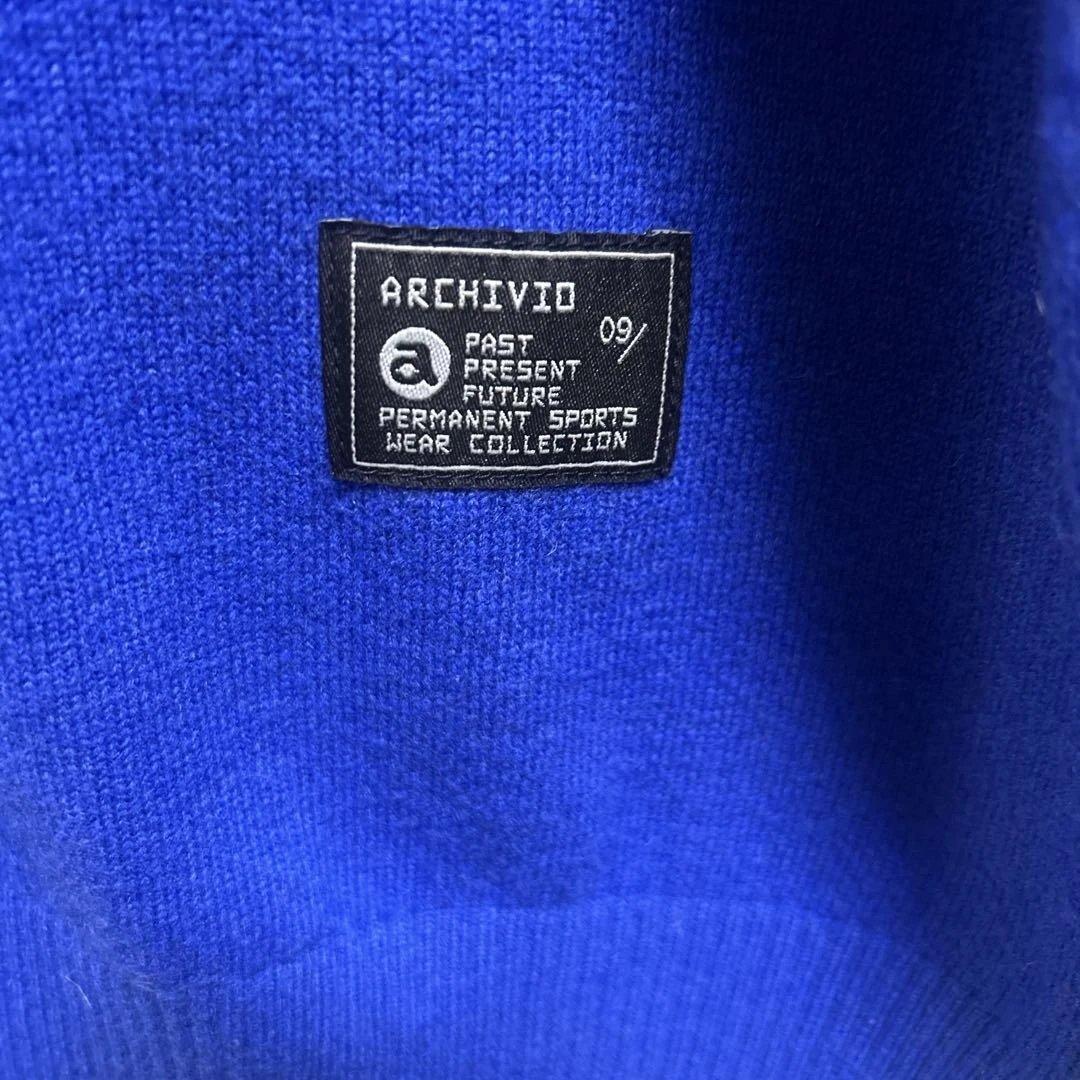 ARCHIVIO
09/
a PAST
PRESENT
FUTURE
PERMANENT SPORTS
WEAR COLLECTION